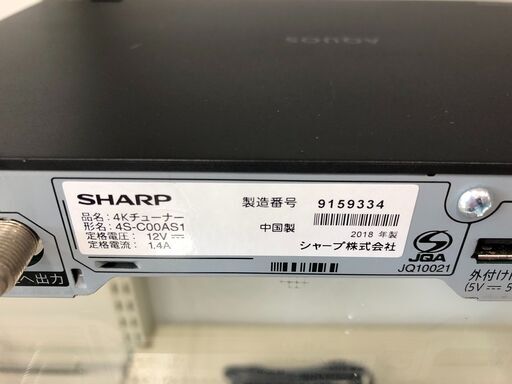 AQUOS
SHARP
製造番号 9159334
品名: 4Kチューナー
形名: 4S-C00AS1
中国製
定格電圧: 12V⎓
2018 年製
定格電流: 1.4A
シャープ株式会社
JQA
JQ10021
へ出力
外付け
(5V⎓